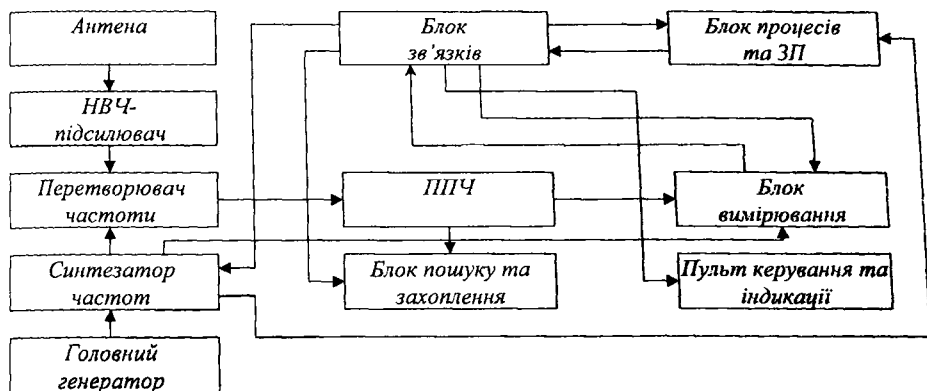 Антена
Блок
зв’язків
Блок процесів
та ЗП
НВЧ-
підсилювач
Перетворювач
частоти
ППЧ
Блок
вимірювання
Синтезатор
частот
Блок пошуку та
захоплення
Пульт керування та
індикації
Головний
генератор